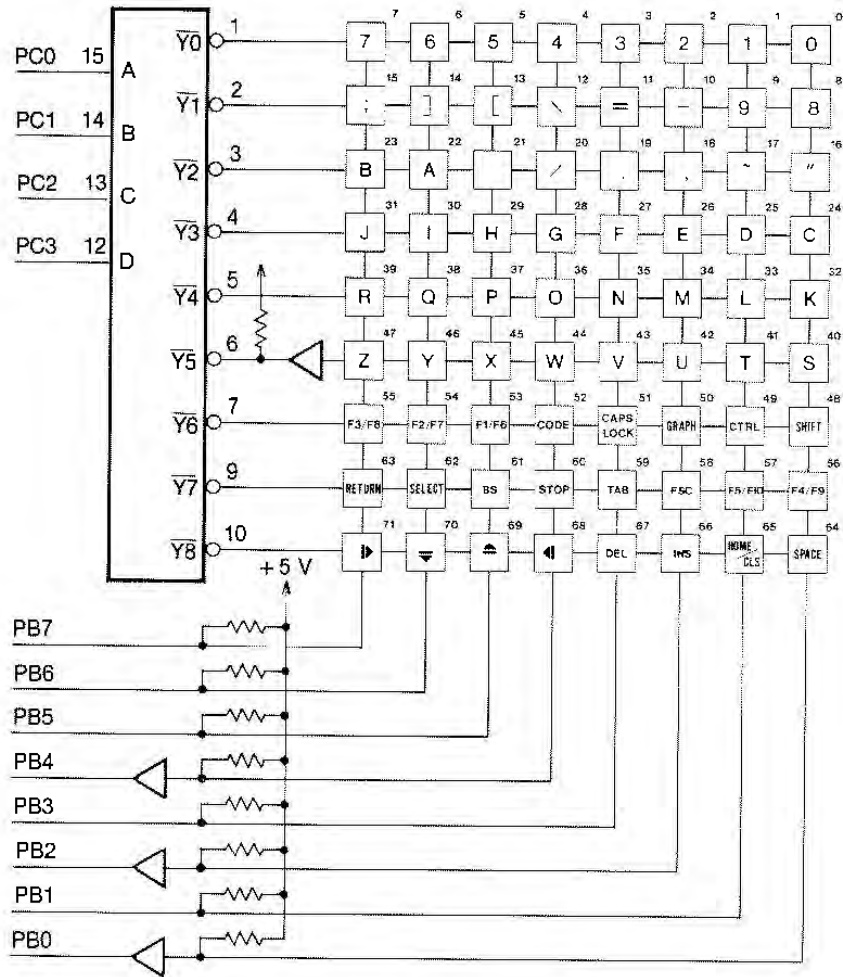 7 6 5 4 3 2 1 0
PC0 15 A Y0 1 7 6 5 4 3 2 1 0
15 14 13 12 11 10 9 8
PC1 14 B Y1 2 ; ] [ \ = - 9 8
23 22 21 20 19 18 17 16
PC2 13 C Y2 3 B A / . , ~ "
31 30 29 28 27 26 25 24
PC3 12 D Y3 4 J I H G F E D C
39 38 37 36 35 34 33 32
Y4 5 R Q P O N M L K
47 46 45 44 43 42 41 40
Y5 6 Z Y X W V U T S
55 54 53 52 51 50 49 48
Y6 7 F3/F8 F2/F7 F1/F6 CODE CAPS LOCK GRAPH CTRL SHIFT
63 62 61 60 59 58 57 56
Y7 9 RETURN SELECT BS STOP TAB ESC F5/F10 F4/F9
71 70 69 68 67 66 65 64
Y8 10 DEL INS HOME/CLS SPACE
+5 V
PB7
PB6
PB5
PB4
PB3
PB2
PB1
PB0